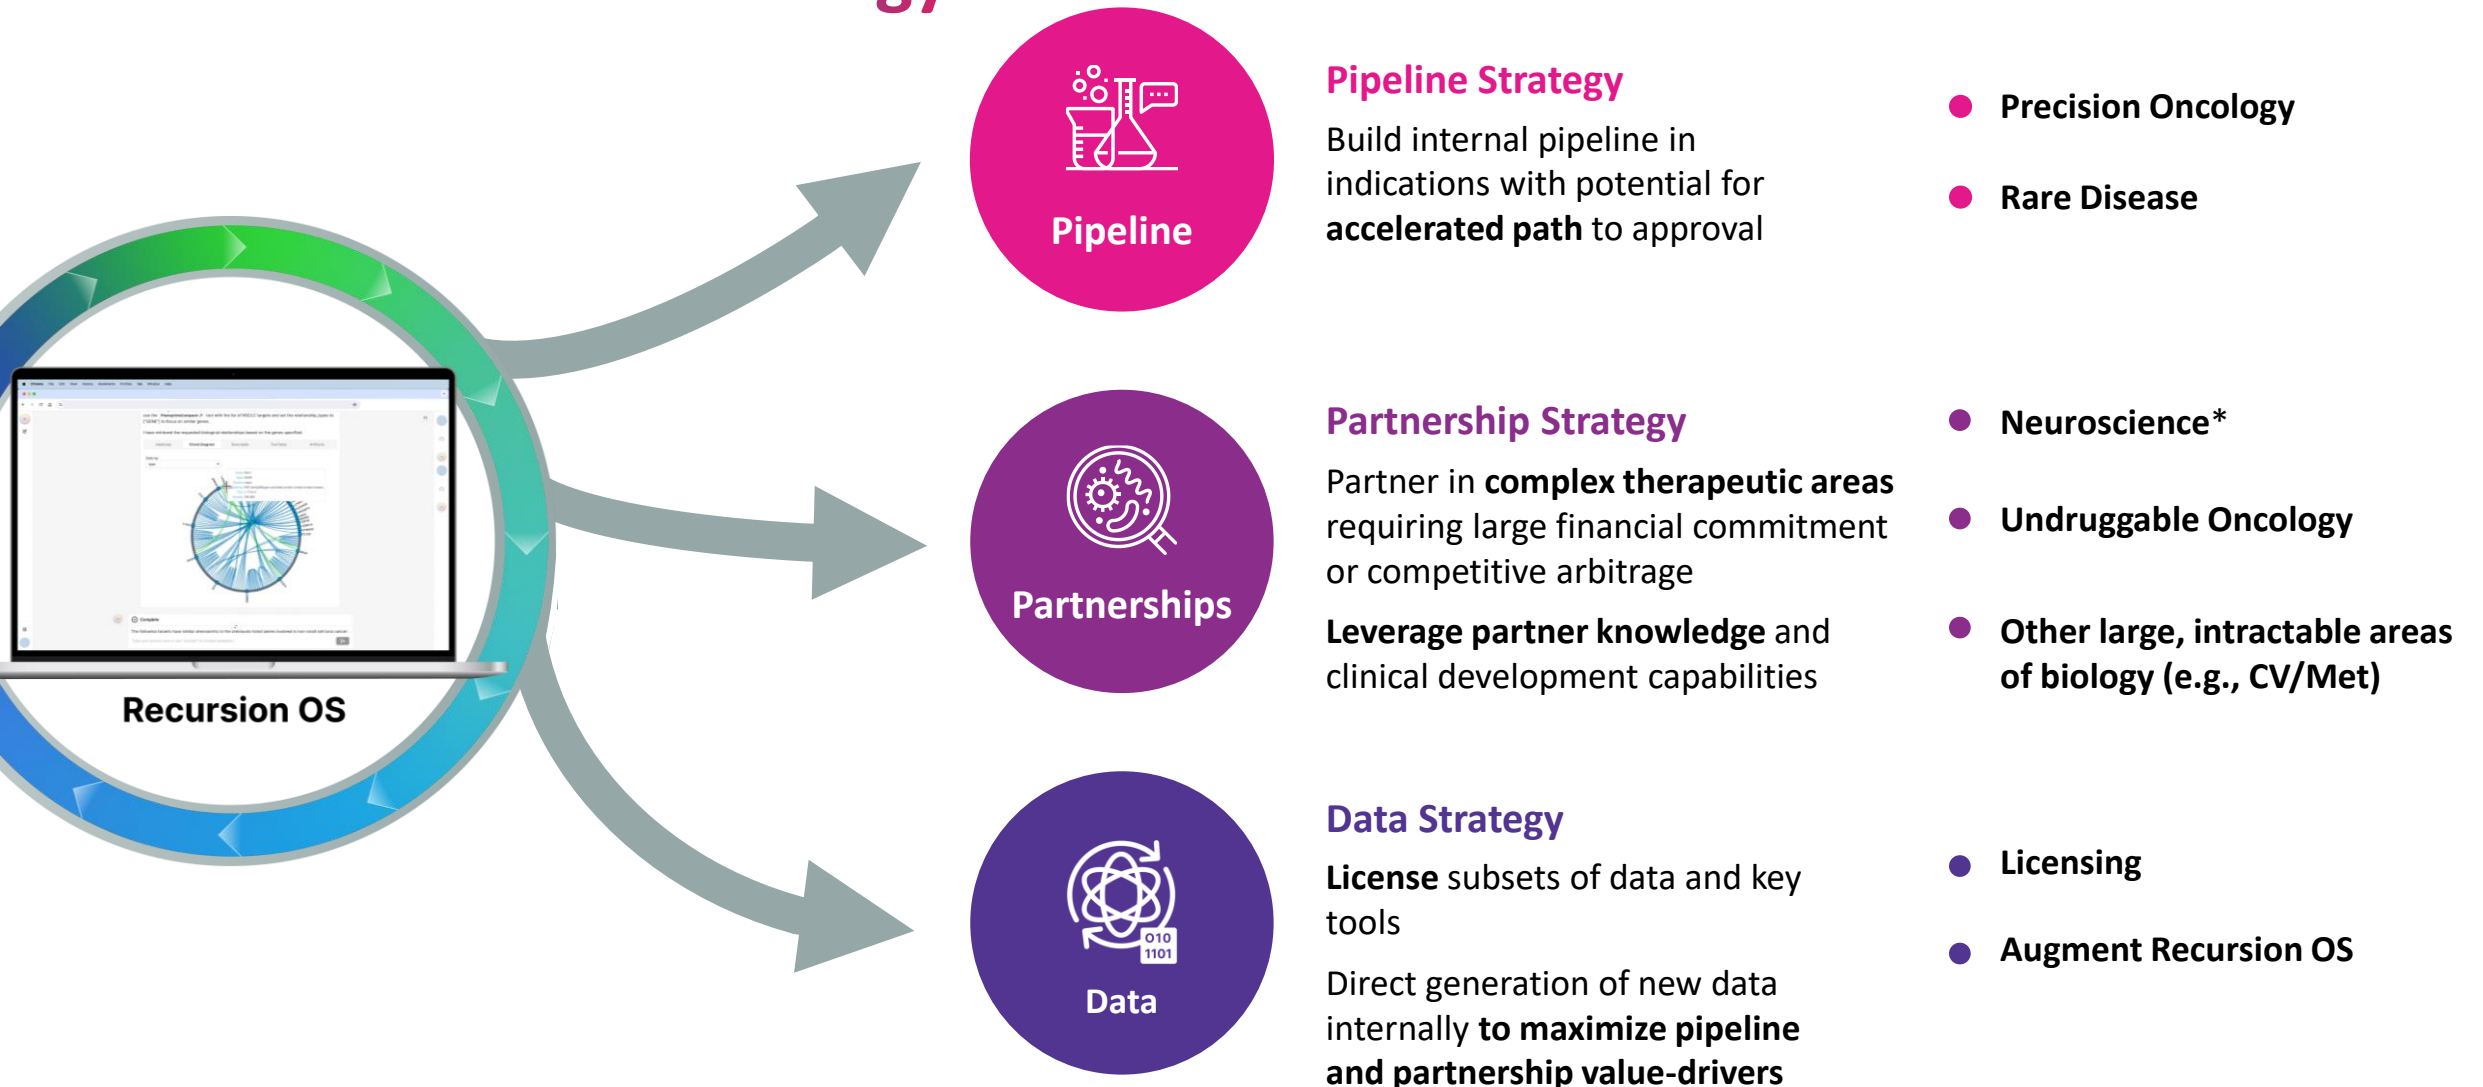 gy
Pipeline
Pipeline Strategy
Build internal pipeline in
indications with potential for
accelerated path to approval
Precision Oncology
Rare Disease
Recursion OS
Partnerships
Partnership Strategy
Partner in complex therapeutic areas
requiring large financial commitment
or competitive arbitrage
Leverage partner knowledge and
clinical development capabilities
Neuroscience*
Undruggable Oncology
Other large, intractable areas
of biology (e.g., CV/Met)
010
1101
Data
Data Strategy
License subsets of data and key
tools
Direct generation of new data
internally to maximize pipeline
and partnership value-drivers
Licensing
Augment Recursion OS